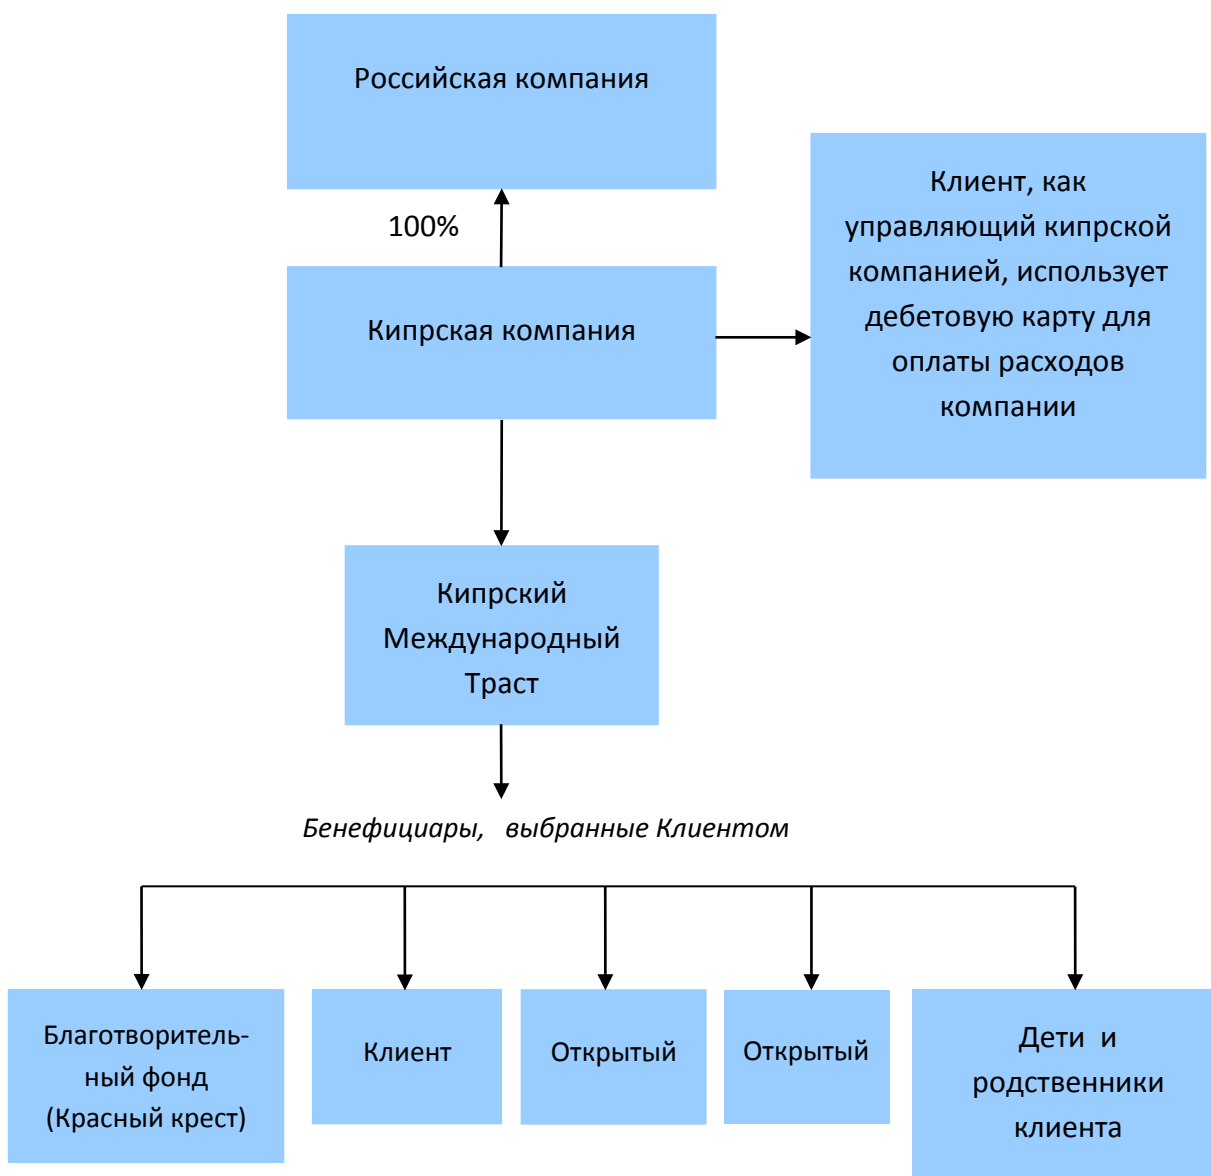 Российская компания
100%
Кипрская компания
Клиент, как
управляющий кипрской
компанией, использует
дебетовую карту для
оплаты расходов
компании
Кипрский
Международный
Траст
Бенефициары, выбранные Клиентом
Благотворитель-
ный фонд
(Красный крест)
Клиент
Открытый
Открытый
Дети и
родственники
клиента